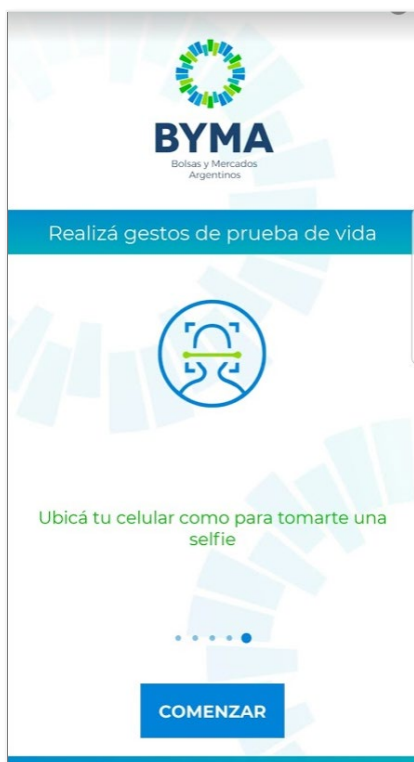 BYMA
Bolsas y Mercados
Argentinos
Realizá gestos de prueba de vida
Ubicá tu celular como para tomarte una
selfie
COMENZAR